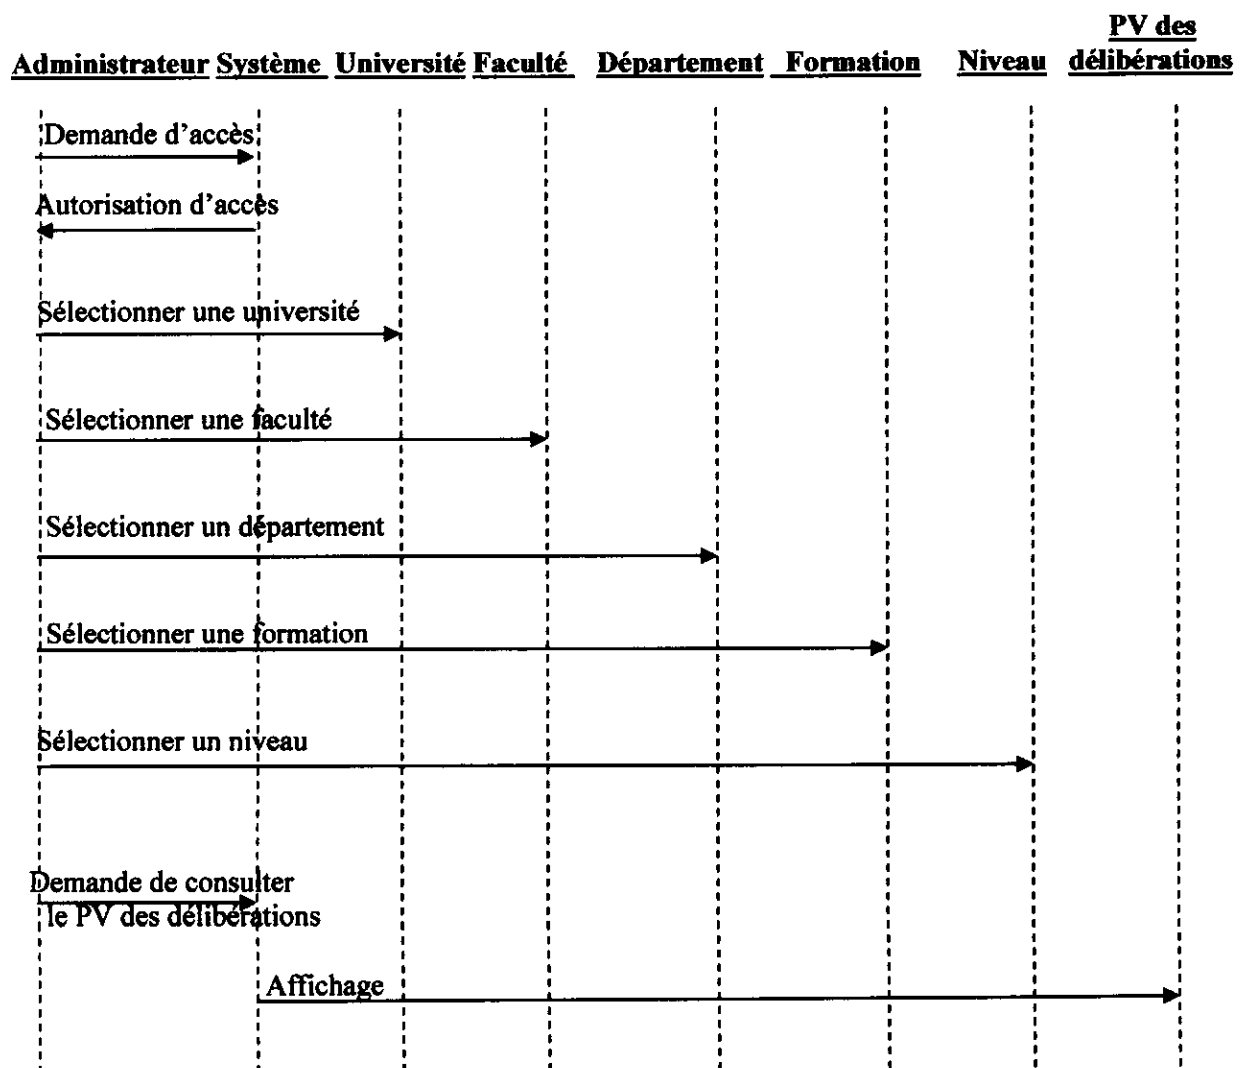 PV des
Administrateur Système Université Faculté Département Formation Niveau délibérations
Demande d'accès
Autorisation d'accès
Sélectionner une université
Sélectionner une faculté
Sélectionner un département
Sélectionner une formation
Sélectionner un niveau
Demande de consulter
le PV des délibérations
Affichage